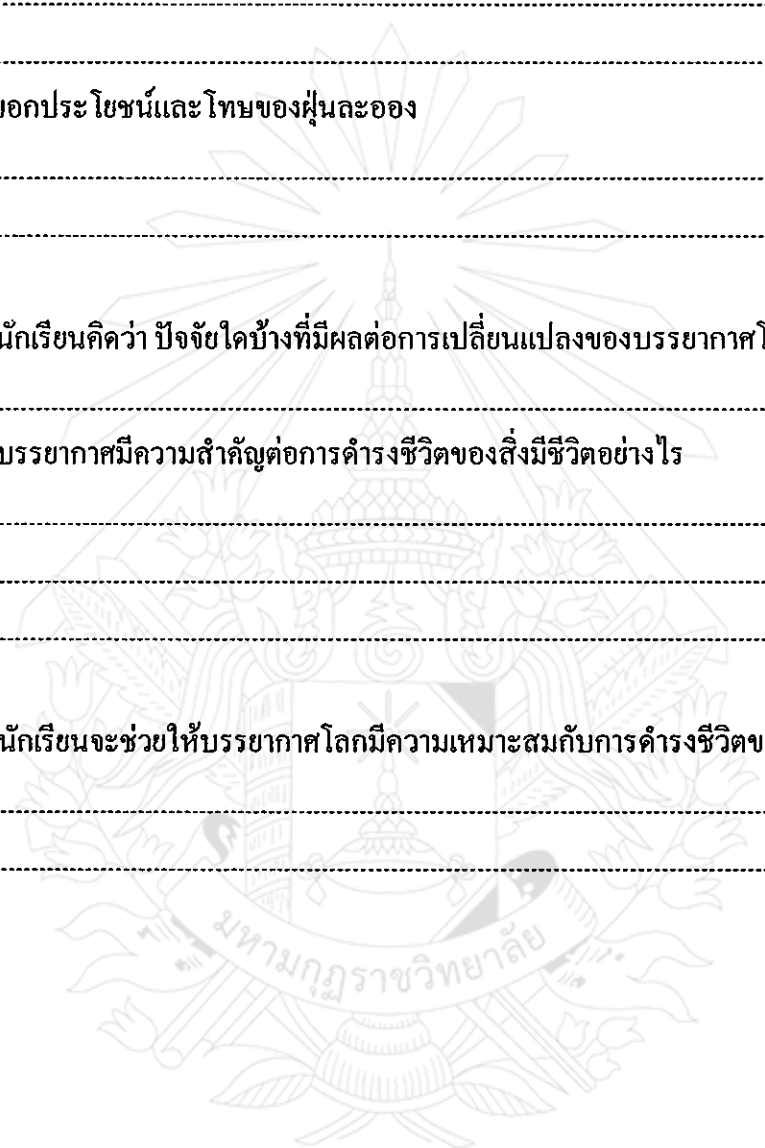 บอกประโยชน์และโทษของฝุ่นละออง
นักเรียนคิดว่า ปัจจัยใดบ้างที่มีผลต่อการเปลี่ยนแปลงของบรรยากาศโ
บรรยากาศมีความสำคัญต่อการดำรงชีวิตของสิ่งมีชีวิตอย่างไร
นักเรียนจะช่วยให้บรรยากาศโลกมีความเหมาะสมกับการดำรงชีวิตข
มหามกุฏราชวิทยาลัย